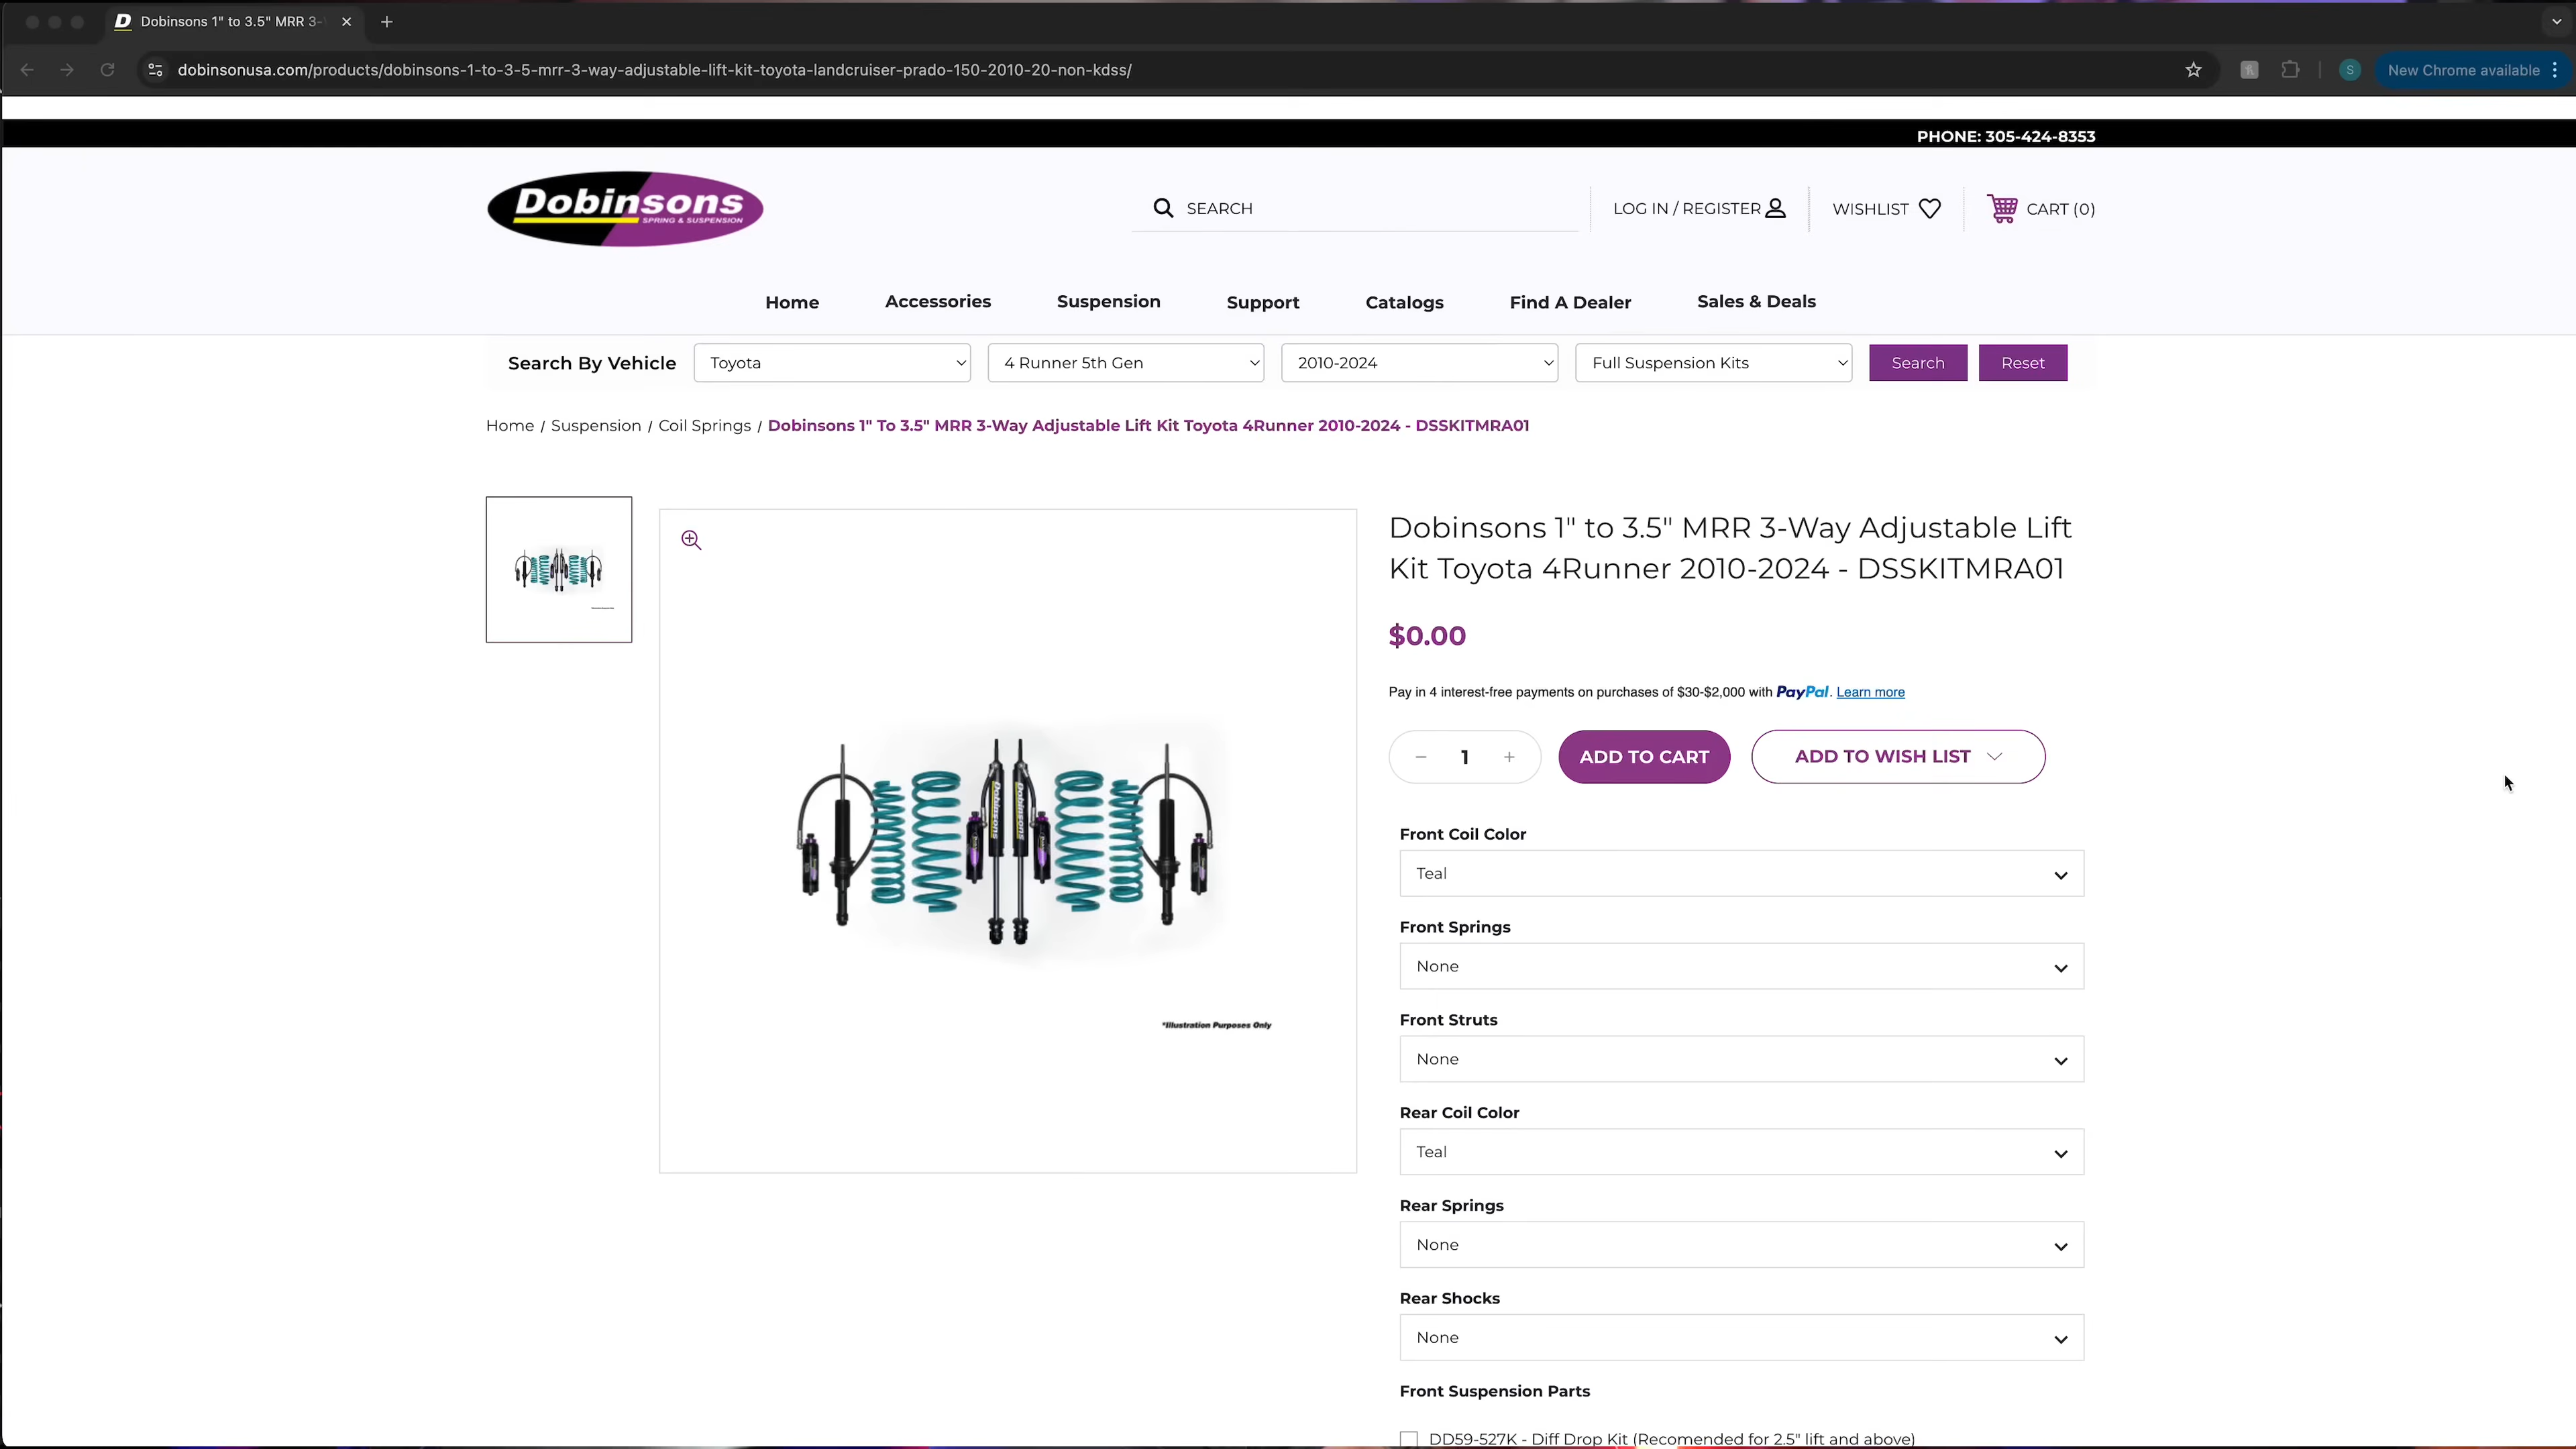 Dobinsons 1" to 3.5" MRR 3-
dobinsonusa.com/products/dobinsons-1-to-3-5-mrr-3-way-adjustable-lift-kit-toyota-landcruiser-prado-150-2010-20-non-kdss/
S
New Chrome available
PHONE: 305-424-8353
Dobinsons
SPRING & SUSPENSION
SEARCH
LOG IN / REGISTER
WISHLIST
CART (0)
Home Accessories Suspension Support Catalogs Find A Dealer Sales & Deals
Search By Vehicle Toyota 4 Runner 5th Gen 2010-2024 Full Suspension Kits Search Reset
Home / Suspension / Coil Springs / Dobinsons 1" To 3.5" MRR 3-Way Adjustable Lift Kit Toyota 4Runner 2010-2024 - DSSKITMRA01
Dobinsons
Dobinsons
*Illustration Purposes Only
Dobinsons 1" to 3.5" MRR 3-Way Adjustable Lift
Kit Toyota 4Runner 2010-2024 - DSSKITMRA01
$0.00
Pay in 4 interest-free payments on purchases of $30-$2,000 with PayPal. Learn more
1
ADD TO CART
ADD TO WISH LIST
Front Coil Color
Teal
Front Springs
None
Front Struts
None
Rear Coil Color
Teal
Rear Springs
None
Rear Shocks
None
Front Suspension Parts
DD59-527K - Diff Drop Kit (Recomended for 2.5" lift and above)